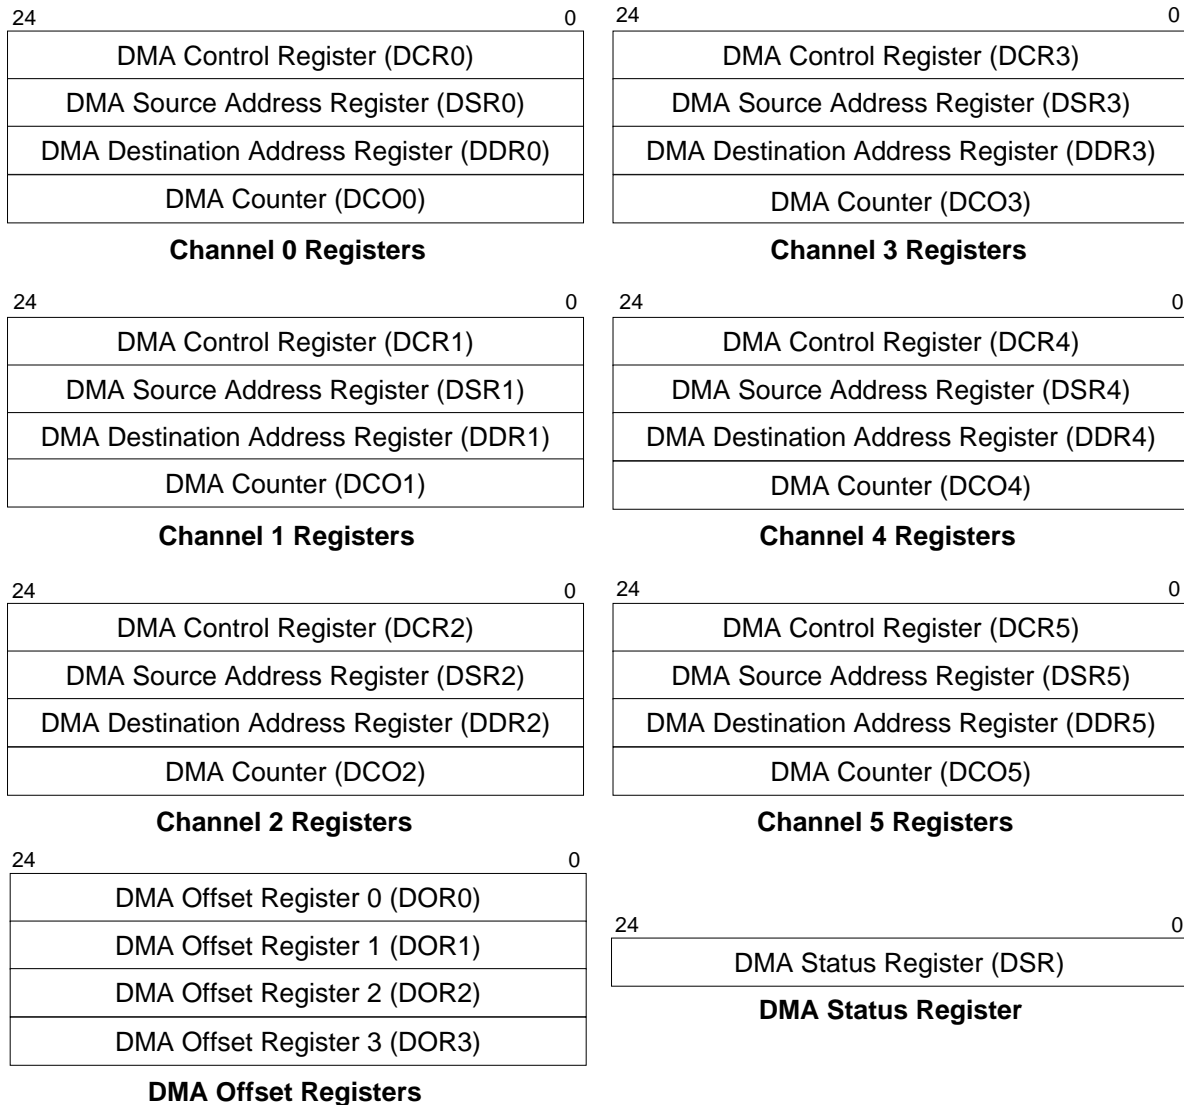 24 0
DMA Control Register (DCR0)
DMA Source Address Register (DSR0)
DMA Destination Address Register (DDR0)
DMA Counter (DCO0)
Channel 0 Registers
24 0
DMA Control Register (DCR3)
DMA Source Address Register (DSR3)
DMA Destination Address Register (DDR3)
DMA Counter (DCO3)
Channel 3 Registers
24 0
DMA Control Register (DCR1)
DMA Source Address Register (DSR1)
DMA Destination Address Register (DDR1)
DMA Counter (DCO1)
Channel 1 Registers
24 0
DMA Control Register (DCR4)
DMA Source Address Register (DSR4)
DMA Destination Address Register (DDR4)
DMA Counter (DCO4)
Channel 4 Registers
24 0
DMA Control Register (DCR2)
DMA Source Address Register (DSR2)
DMA Destination Address Register (DDR2)
DMA Counter (DCO2)
Channel 2 Registers
24 0
DMA Control Register (DCR5)
DMA Source Address Register (DSR5)
DMA Destination Address Register (DDR5)
DMA Counter (DCO5)
Channel 5 Registers
24 0
DMA Offset Register 0 (DOR0)
DMA Offset Register 1 (DOR1)
DMA Offset Register 2 (DOR2)
DMA Offset Register 3 (DOR3)
DMA Offset Registers
24 0
DMA Status Register (DSR)
DMA Status Register